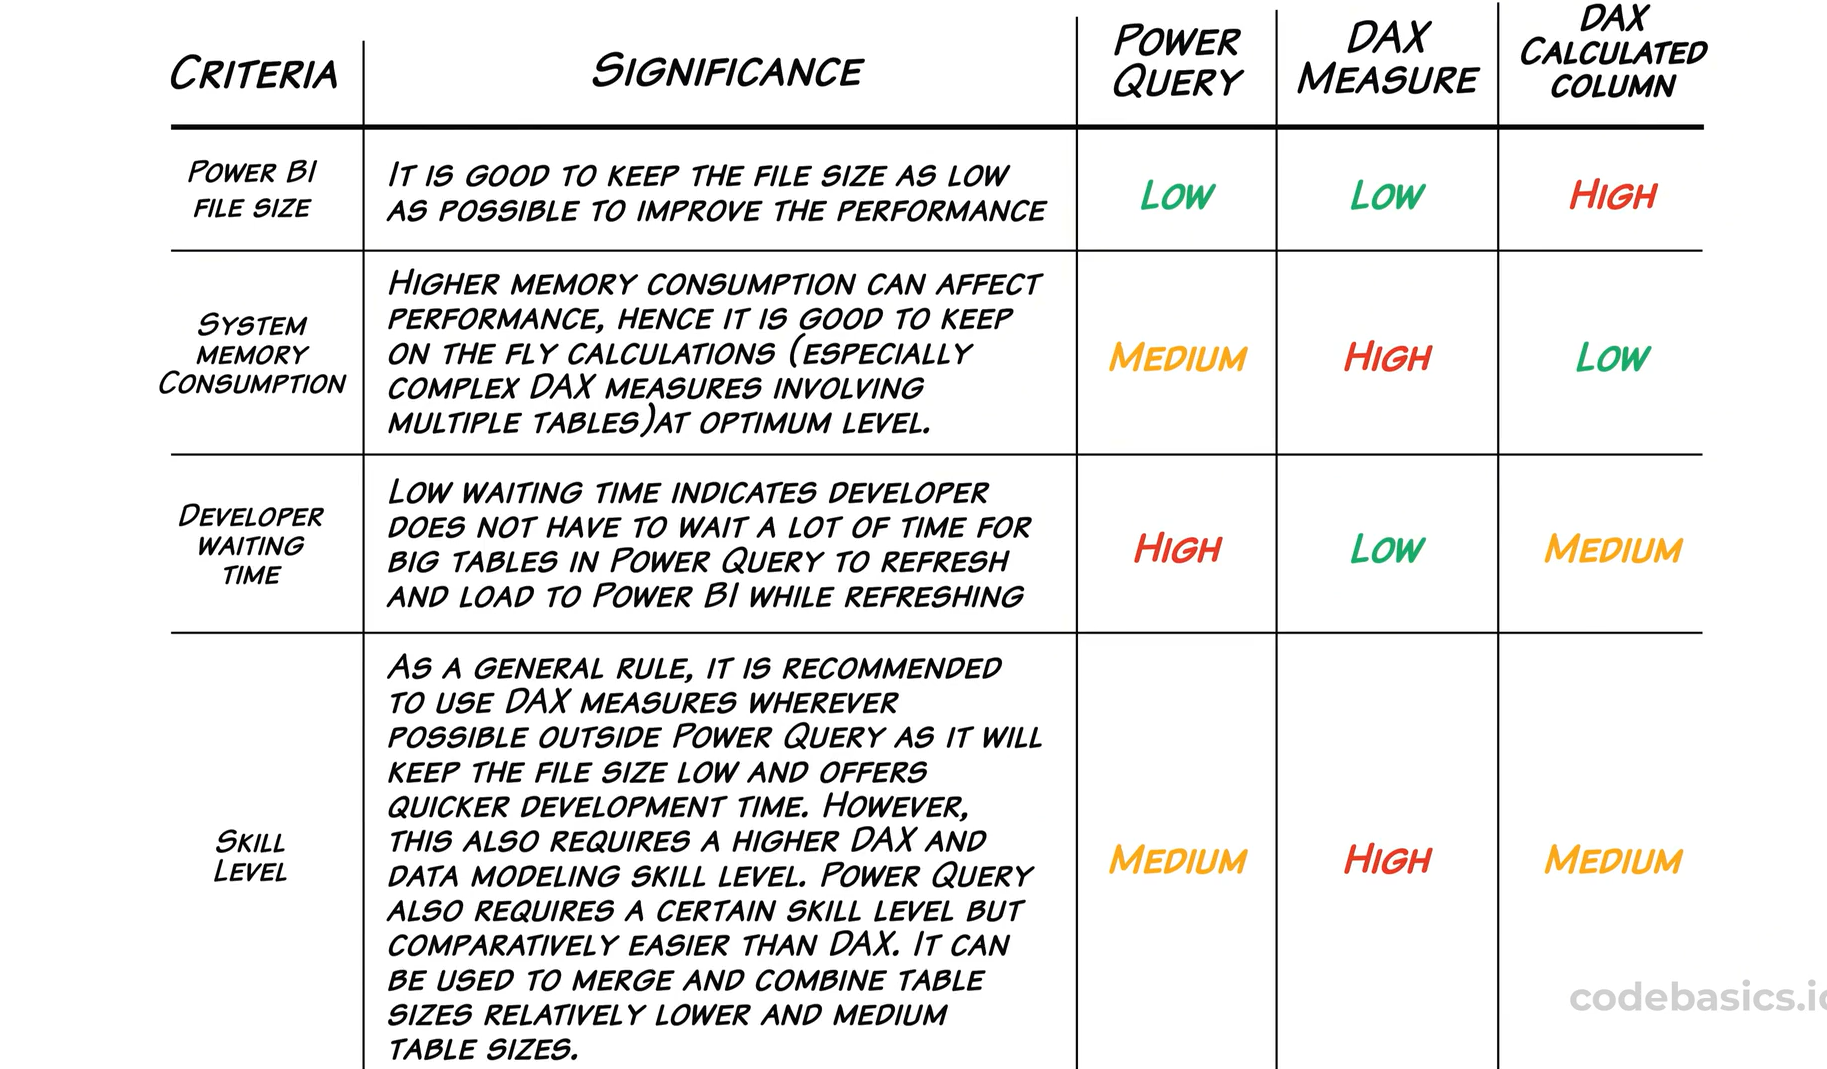 Criteria
Significance
Power
Query
DAX
Measure
DAX
Calculated
column
Power BI
file size
It is good to keep the file size as low
as possible to improve the performance
Low
Low
High
System
memory
Consumption
Higher memory consumption can affect
performance, hence it is good to keep
on the fly calculations (especially
complex DAX measures involving
multiple tables)at optimum level.
Medium
High
Low
Developer
waiting
time
Low waiting time indicates developer
does not have to wait a lot of time for
big tables in Power Query to refresh
and load to Power BI while refreshing
High
Low
Medium
Skill
Level
As a general rule, it is recommended
to use DAX measures wherever
possible outside Power Query as it will
keep the file size low and offers
quicker development time. However,
this also requires a higher DAX and
data modeling skill level. Power Query
also requires a certain skill level but
comparatively easier than DAX. It can
be used to merge and combine table
sizes relatively lower and medium
table sizes.
Medium
High
Medium
codebasics.io